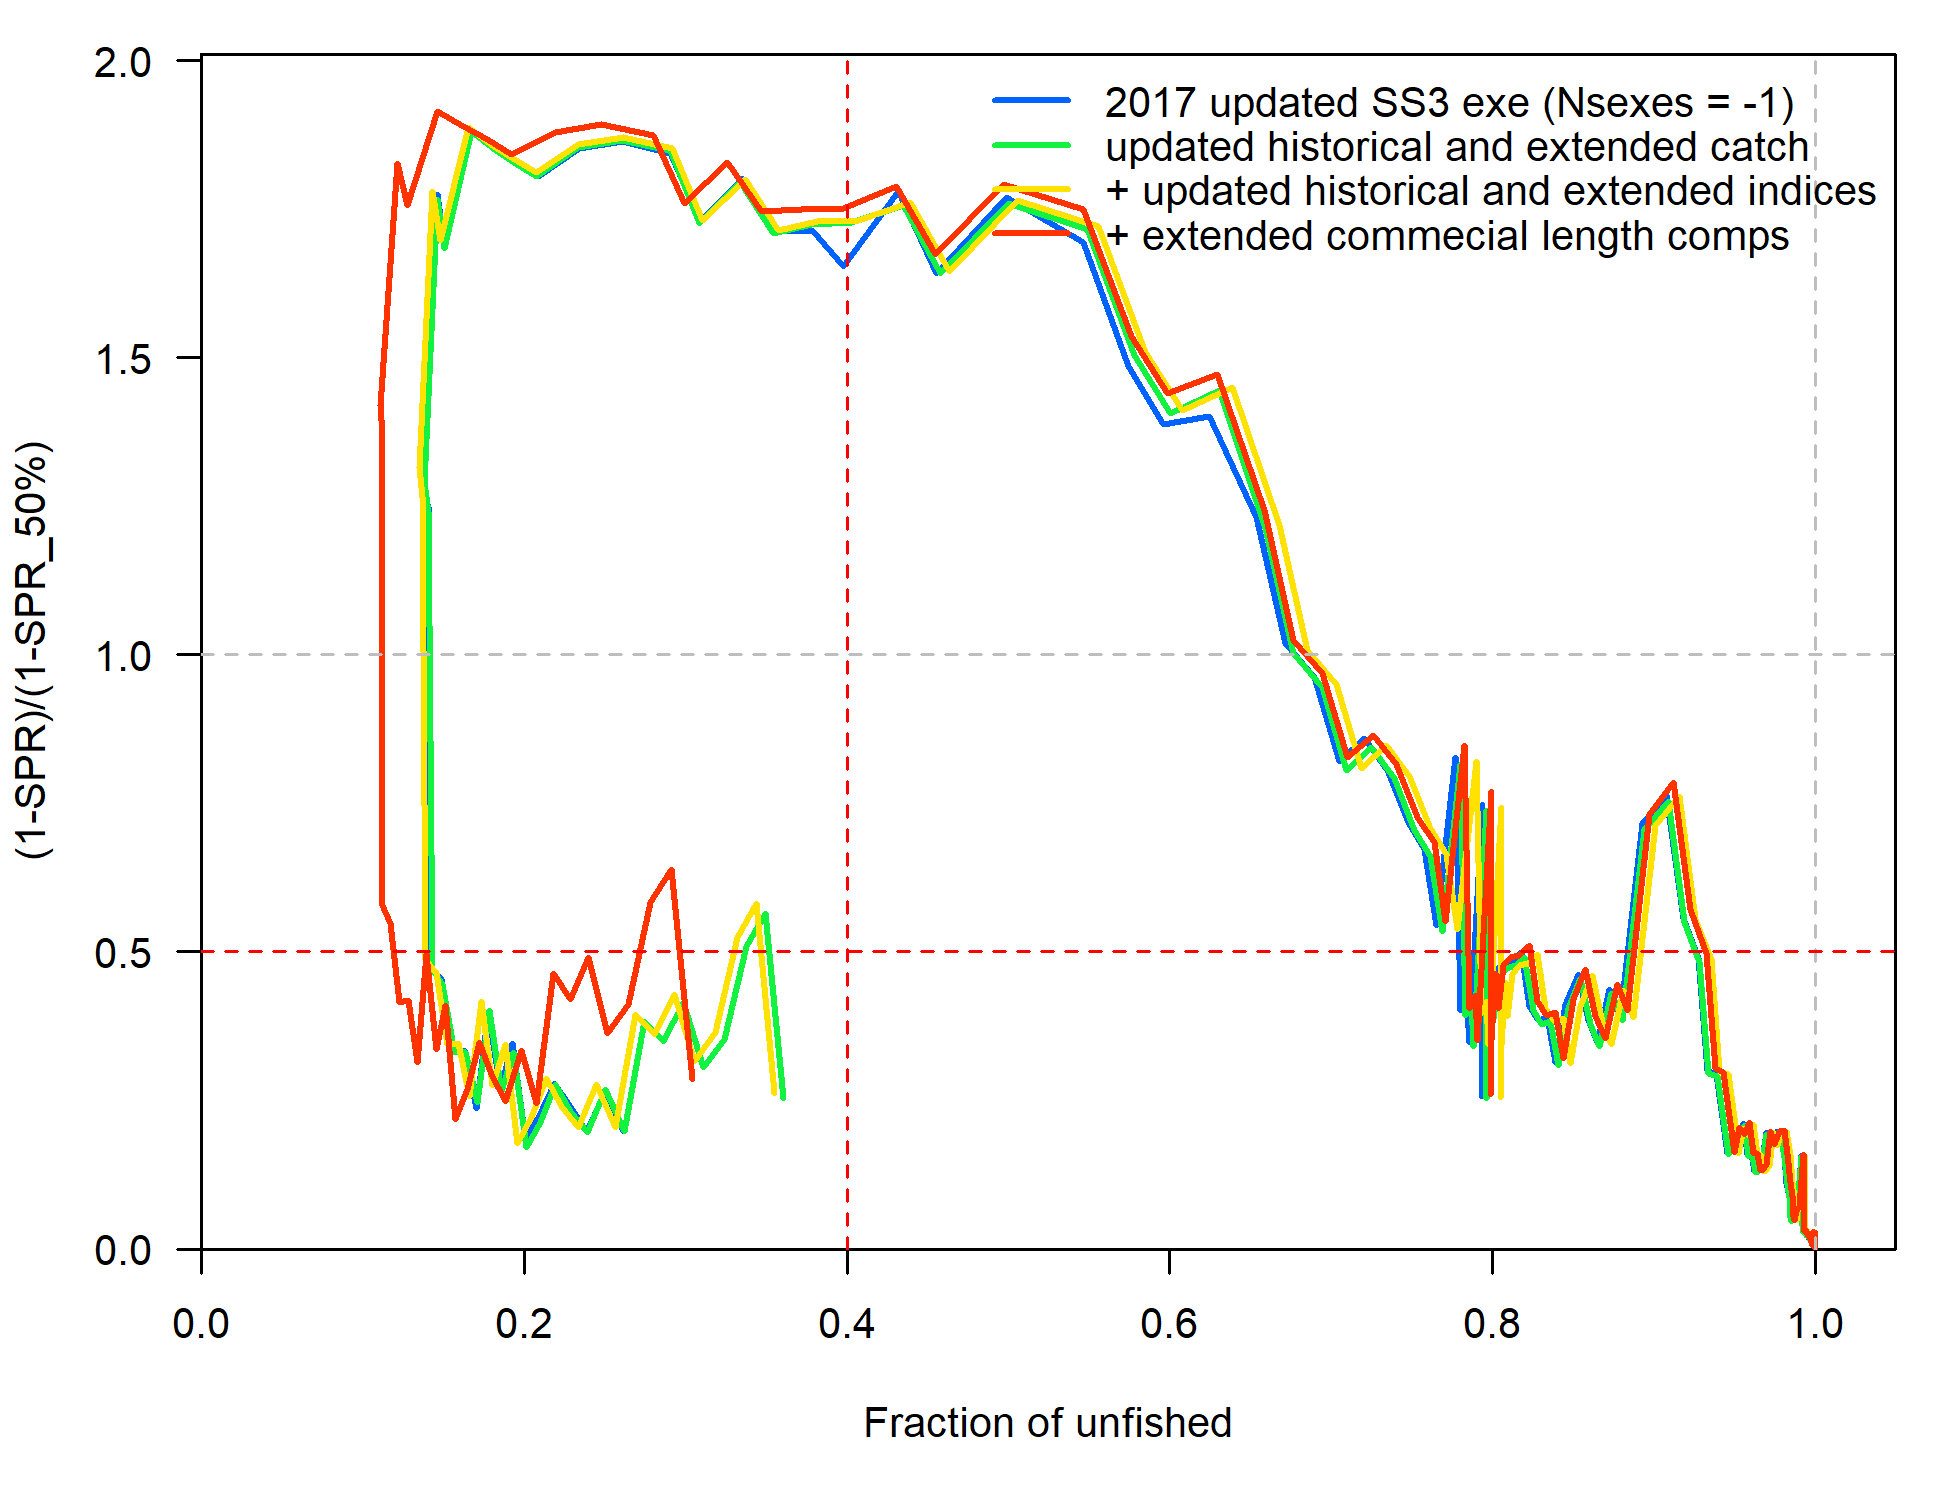 2017 updated SS3 exe (Nsexes = -1)
updated historical and extended catch
+ updated historical and extended indices
+ extended commecial length comps
(1-SPR)/(1-SPR_50%)
2.0
1.5
1.0
0.5
0.0
0.0 0.2 0.4 0.6 0.8 1.0
Fraction of unfished